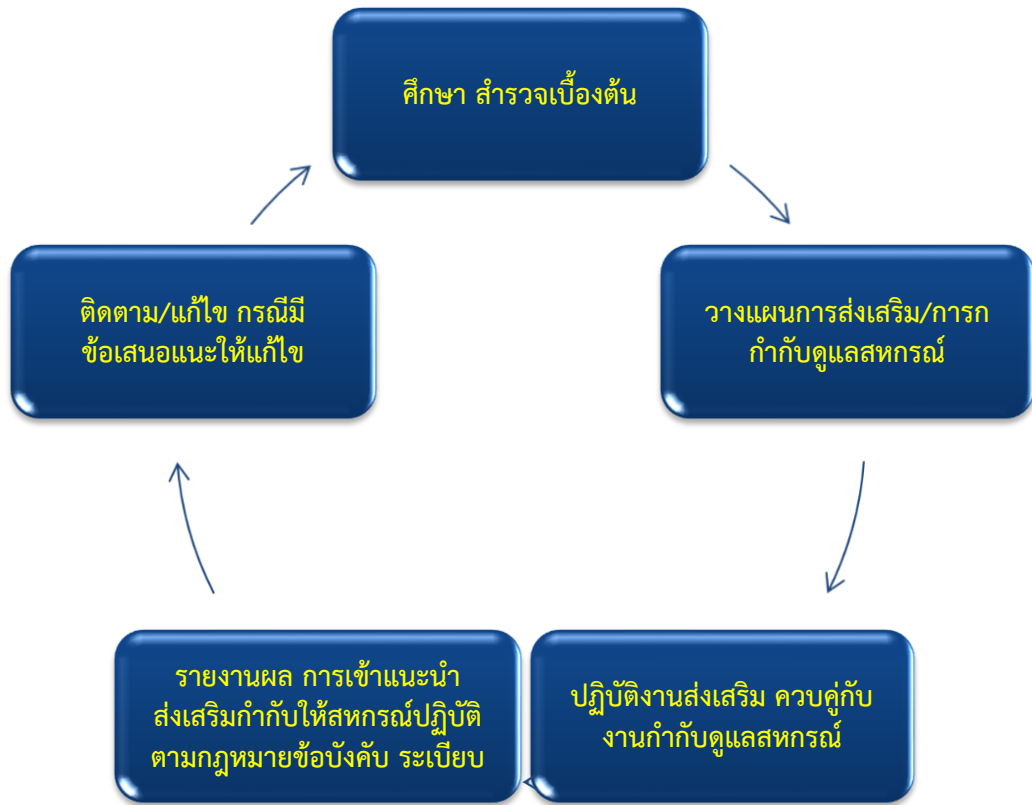 ศึกษา สำรวจเบื้องต้น
วางแผนการส่งเสริม/การก
กำกับดูแลสหกรณ์
ปฏิบัติงานส่งเสริม ควบคู่กับ
งานกำกับดูแลสหกรณ์
รายงานผล การเข้าแนะนำ
ส่งเสริมกำกับให้สหกรณ์ปฏิบัติ
ตามกฎหมายข้อบังคับ ระเบียบ
ติดตาม/แก้ไข กรณีมี
ข้อเสนอแนะให้แก้ไข